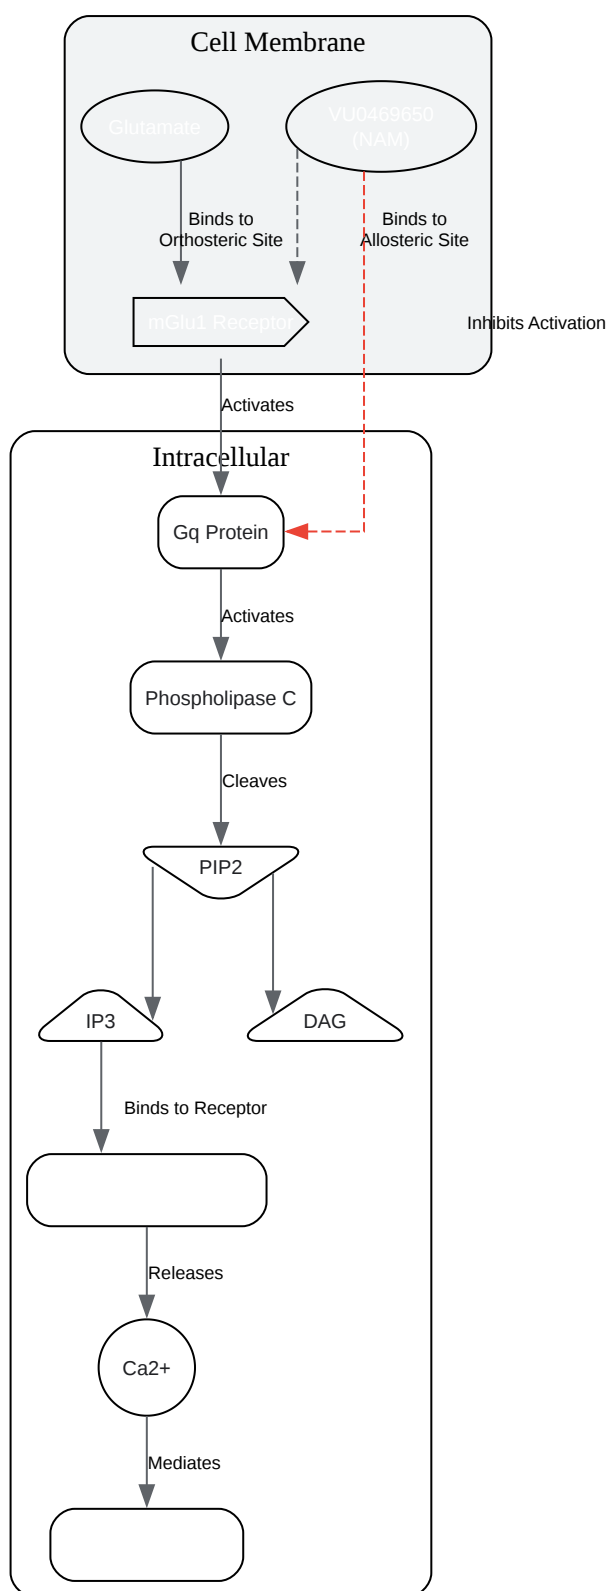 Cell Membrane
Glutamate
VU0469650
(NAM)
Binds to
Orthosteric Site
Binds to
Allosteric Site
mGlu1 Receptor
Inhibits Activation
Activates
Intracellular
Gq Protein
Activates
Phospholipase C
Cleaves
PIP2
IP3
DAG
Binds to Receptor
Releases
Ca2+
Mediates